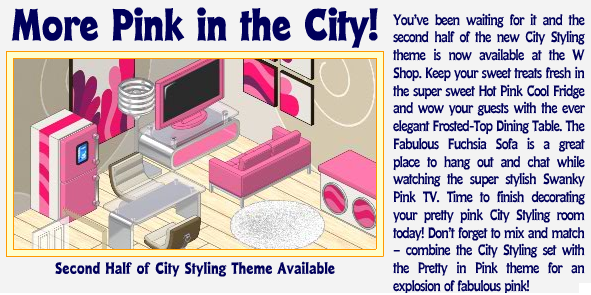 More Pink in the City!
Second Half of City Styling Theme Available
You've been waiting for it and the
second half of the new City Styling
theme is now available at the W
Shop. Keep your sweet treats fresh in
the super sweet Hot Pink Cool Fridge
and wow your guests with the ever
elegant Frosted-Top Dining Table. The
Fabulous Fuchsia Sofa is a great
place to hang out and chat while
watching the super stylish Swanky
Pink TV. Time to finish decorating
your pretty pink City Styling room
today! Don't forget to mix and match
– combine the City Styling set with
the Pretty in Pink theme for an
explosion of fabulous pink!